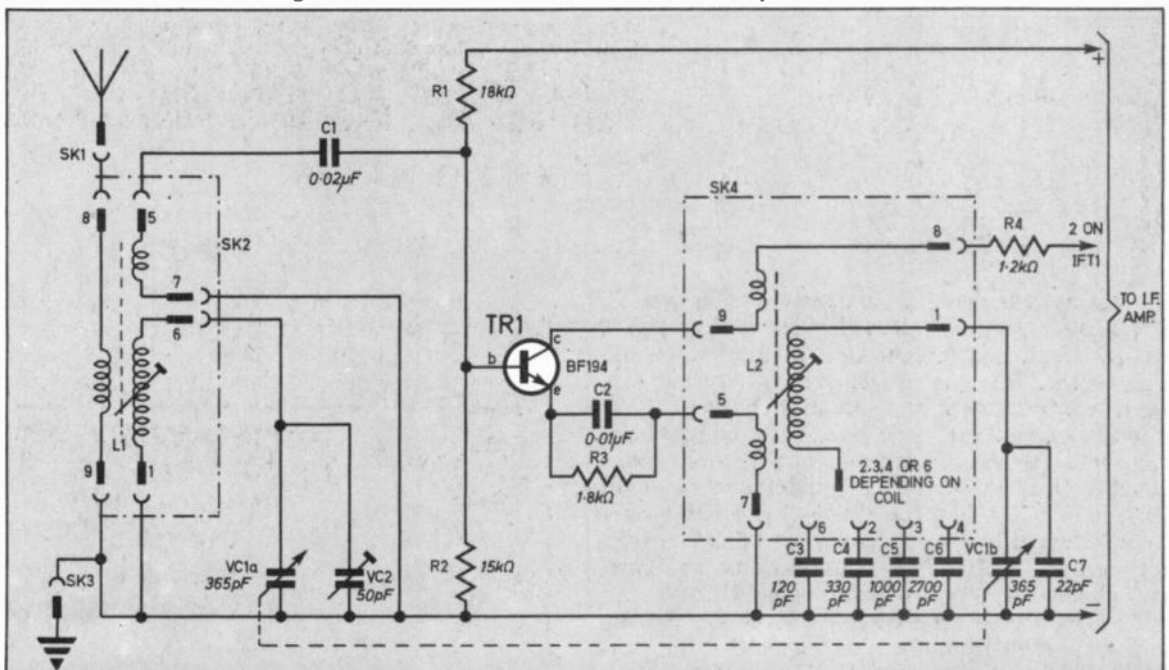 R1
18kΩ
+
C1
0·02µF
SK1
8
5
SK2
7
6
L1
9
1
SK3
VC1a
365pF
VC2
50pF
R2
15kΩ
TR1
b
c
e
BF194
C2
0·01µF
R3
1·8kΩ
SK4
8
R4
1·2kΩ
2 ON
IFT1
TO I.F.
AMP.
9
1
L2
5
7
2,3,4 OR 6
DEPENDING ON
COIL
6
2
3
4
C3
120
pF
C4
330
pF
C5
1000
pF
C6
2700
pF
VC1b
365
pF
C7
22pF
−